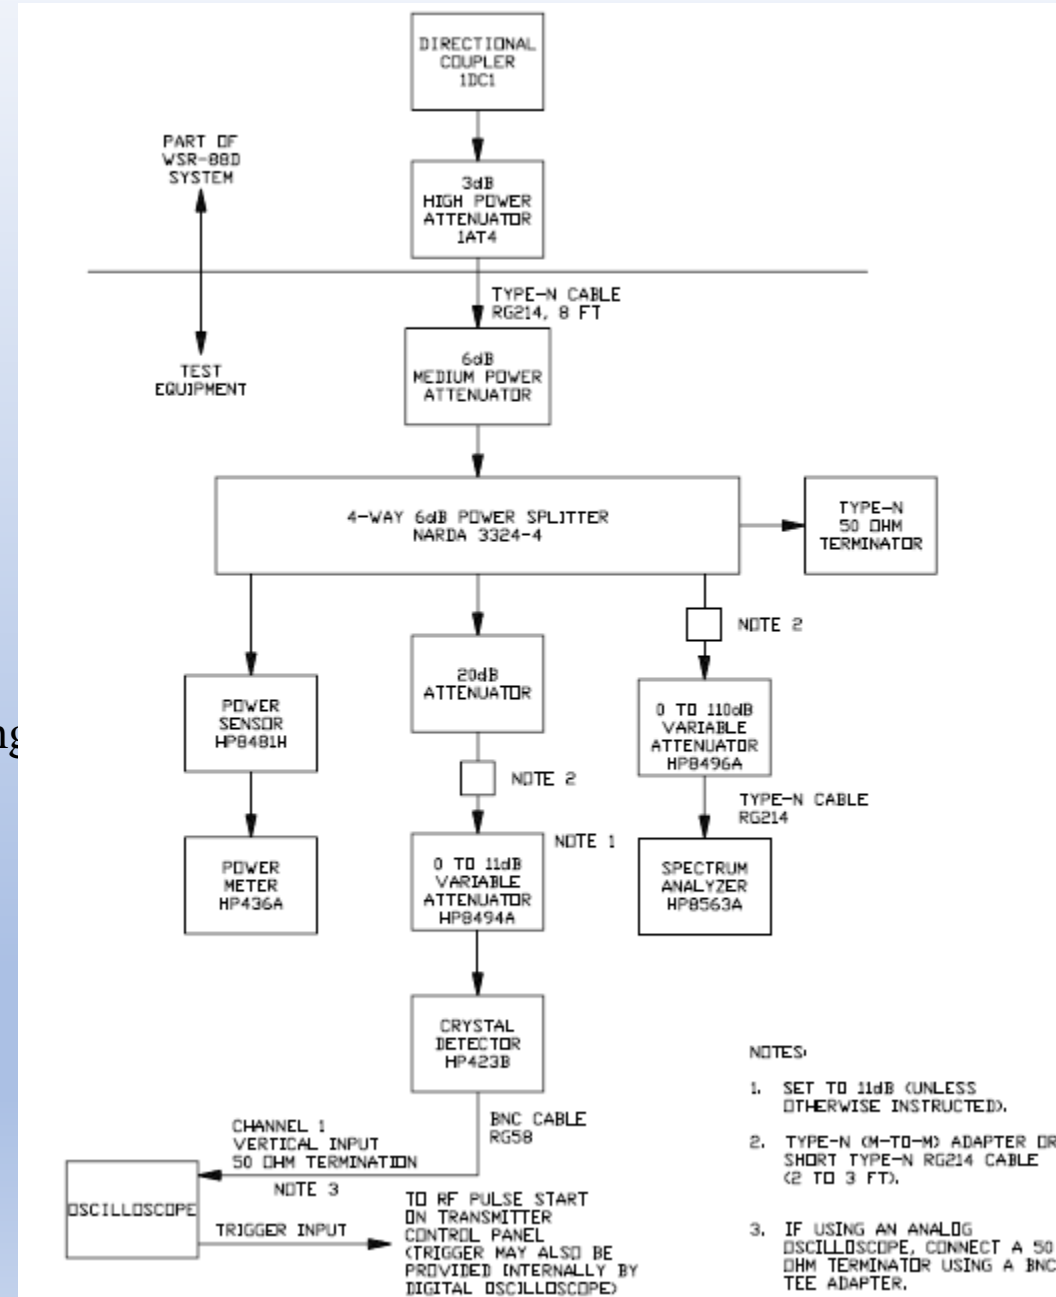 DIRECTIONAL
COUPLER
1DC1
PART OF
WSR-88D
SYSTEM
3dB
HIGH POWER
ATTENUATOR
1AT4
TYPE-N CABLE
RG214, 8 FT
TEST
EQUIPMENT
6dB
MEDIUM POWER
ATTENUATOR
4-WAY 6dB POWER SPLITTER
NARDA 3324-4
TYPE-N
50 OHM
TERMINATOR
NOTE 2
20dB
ATTENUATOR
POWER
SENSOR
HP8481H
0 TO 110dB
VARIABLE
ATTENUATOR
HP8496A
NOTE 2
TYPE-N CABLE
RG214
NOTE 1
POWER
METER
HP436A
0 TO 11dB
VARIABLE
ATTENUATOR
HP8494A
SPECTRUM
ANALYZER
HP8563A
CRYSTAL
DETECTOR
HP423B
BNC CABLE
RG58
CHANNEL 1
VERTICAL INPUT
50 OHM TERMINATION
NOTE 3
OSCILLOSCOPE
TRIGGER INPUT
TO RF PULSE START
ON TRANSMITTER
CONTROL PANEL
(TRIGGER MAY ALSO BE
PROVIDED INTERNALLY BY
DIGITAL OSCILLOSCOPE)
NOTES:
1. SET TO 11dB (UNLESS
OTHERWISE INSTRUCTED).
2. TYPE-N (M-TO-M) ADAPTER OR
SHORT TYPE-N RG214 CABLE
(2 TO 3 FT).
3. IF USING AN ANALOG
OSCILLOSCOPE, CONNECT A 50
OHM TERMINATOR USING A BNC
TEE ADAPTER.